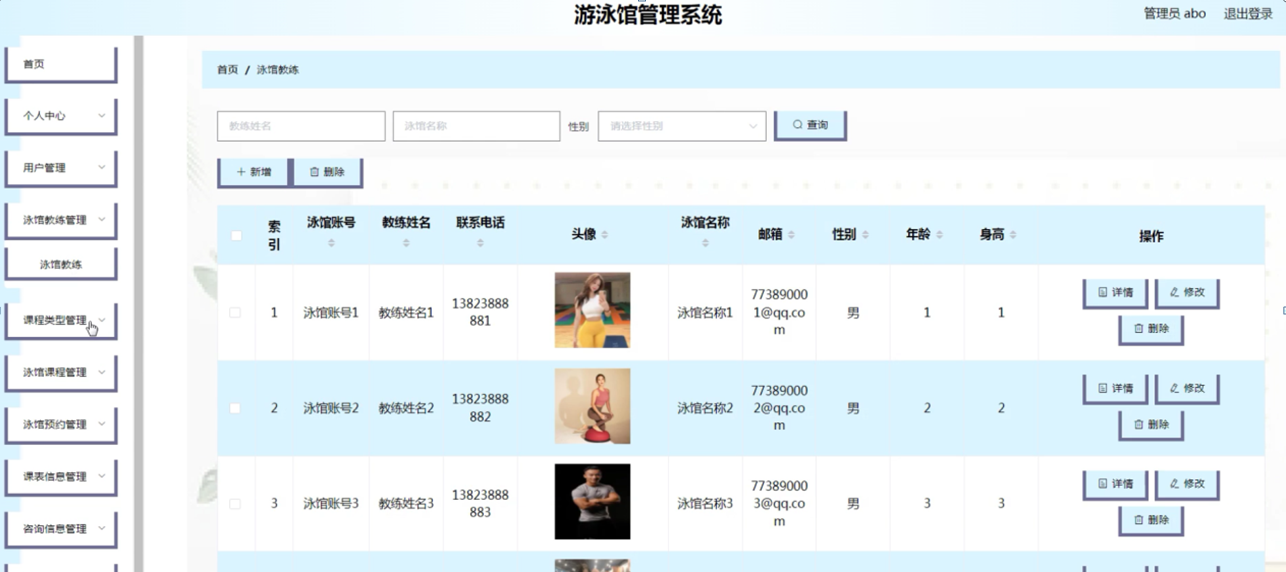 游泳馆管理系统
管理员 abo 退出登录
首页
个人中心
用户管理
泳馆教练管理
泳馆教练
课程类型管理
泳馆课程管理
泳馆预约管理
课表信息管理
咨询信息管理
首页 / 泳馆教练
教练姓名 泳馆名称 性别 请选择性别 查询
+ 新增 删除
索引 泳馆账号 教练姓名 联系电话 头像 泳馆名称 邮箱 性别 年龄 身高 操作
1 泳馆账号1 教练姓名1 13823888881 泳馆名称1 773890001@qq.com 男 1 1 详情 修改 删除
2 泳馆账号2 教练姓名2 13823888882 泳馆名称2 773890002@qq.com 男 2 2 详情 修改 删除
3 泳馆账号3 教练姓名3 13823888883 泳馆名称3 773890003@qq.com 男 3 3 详情 修改 删除